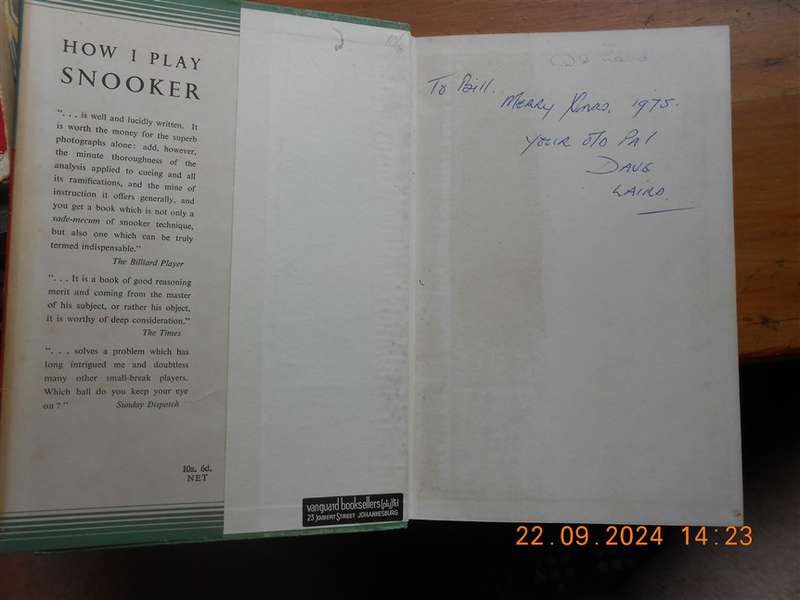 HOW I PLAY
SNOOKER
". . . is well and lucidly written. It
is worth the money for the superb
photographs alone: add, however,
the minute thoroughness of the
analysis applied to cueing and all
its ramifications, and the mine of
instruction it offers generally, and
you get a book which is not only a
vade-mecum of snooker technique,
but also one which can be truly
termed indispensable."
The Billiard Player
". . . It is a book of good reasoning
merit and coming from the master
of his subject, or rather his object,
it is worthy of deep consideration."
The Times
". . . solves a problem which has
long intrigued me and doubtless
many other small-break players.
Which ball do you keep your eye
on?" Sunday Dispatch
10s. 6d.
NET
vanguard booksellers (pty) ltd
23 JOUBERT STREET JOHANNESBURG
To Bill.
MERRY XMAS. 1975.
YOUR OLD PAL
DAVE
LAIRD.
22.09.2024 14:23